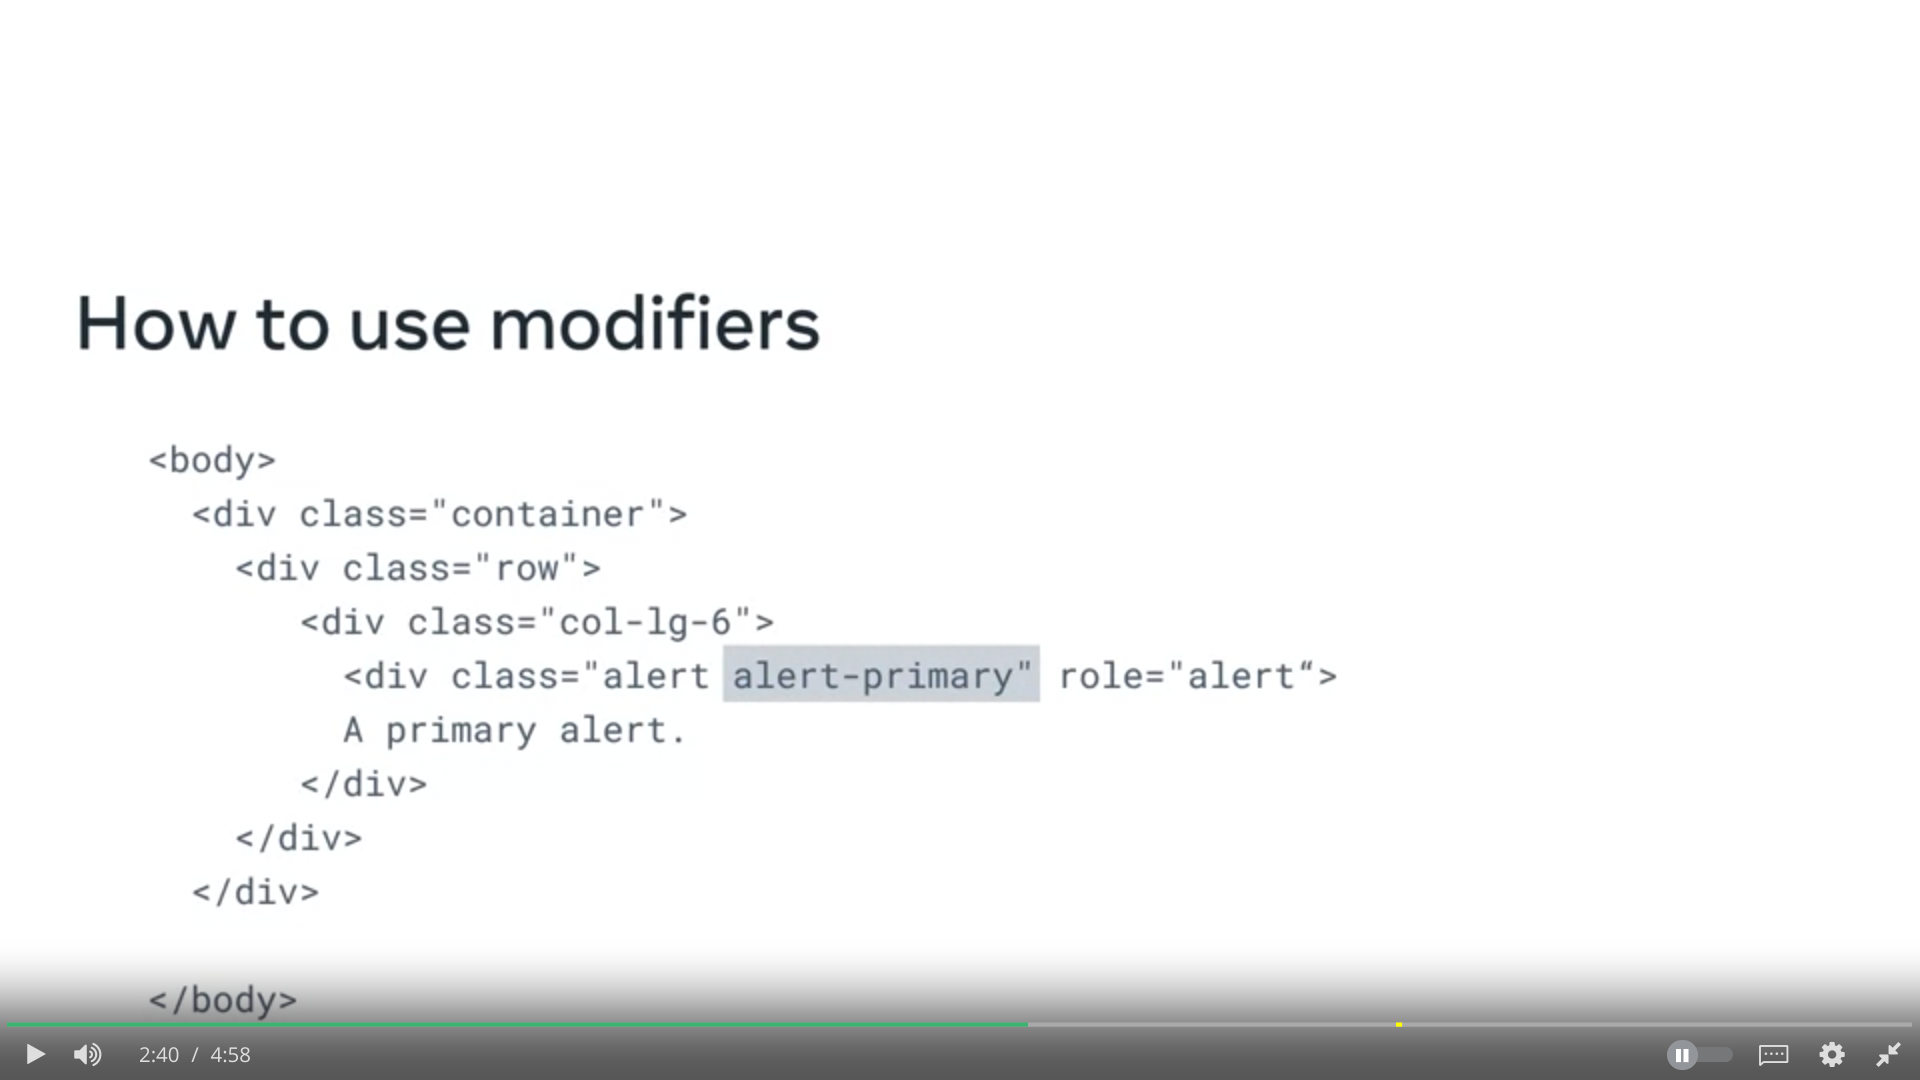 How to use modifiers
<body>
<div class="container">
<div class="row">
<div class="col-lg-6">
<div class="alert alert-primary" role="alert“>
A primary alert.
</div>
</div>
</div>
</body>
2:40 / 4:58